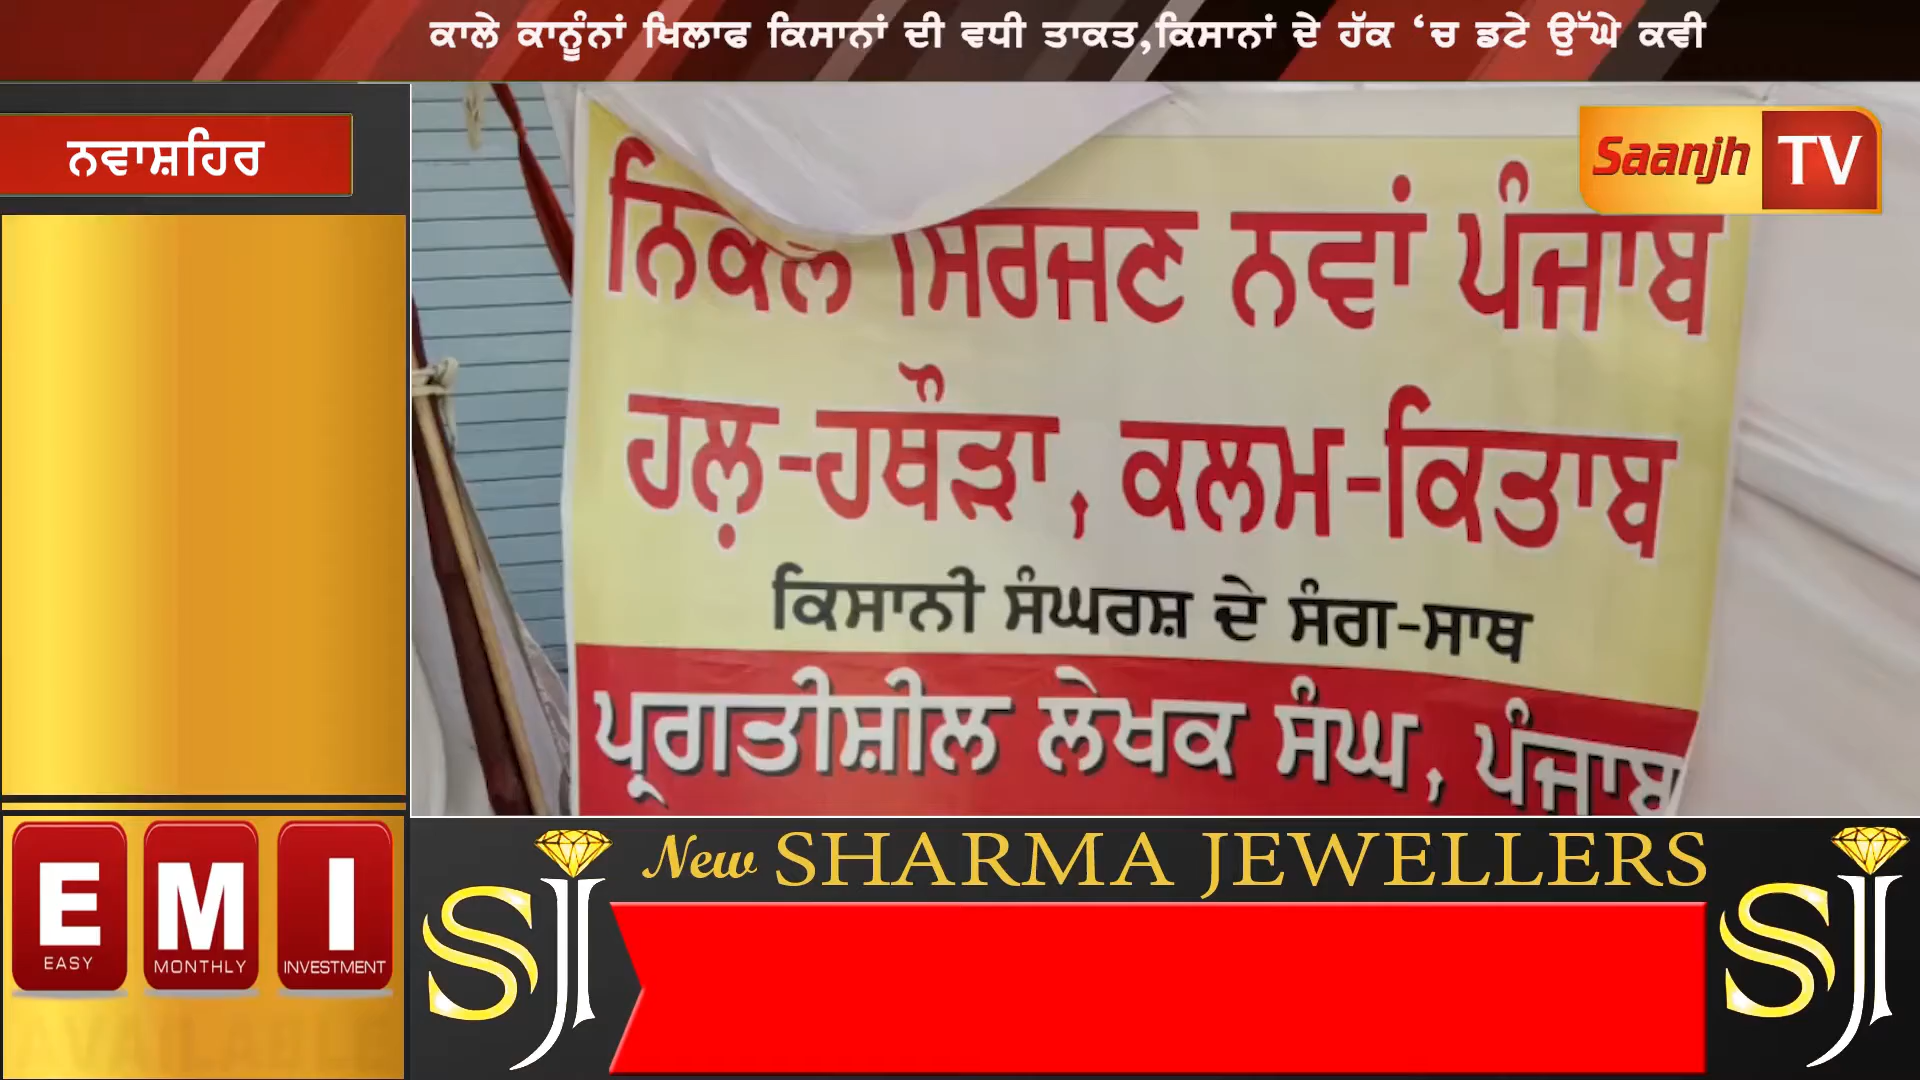 ਕਾਲੇ ਕਾਨੂੰਨਾਂ ਖਿਲਾਫ ਕਿਸਾਨਾਂ ਦੀ ਵਧੀ ਤਾਕਤ,ਕਿਸਾਨਾਂ ਦੇ ਹੱਕ ‘ਚ ਡਟੇ ਉੱਘੇ ਕਵੀ
ਨਵਾਸ਼ਹਿਰ
Saanjh TV
ਸਿਰਜਣ ਨਵਾਂ ਪੰਜਾਬ
ਹਲ਼-ਹਥੌੜਾ, ਕਲਮ-ਕਿਤਾਬ
ਕਿਸਾਨੀ ਸੰਘਰਸ਼ ਦੇ ਸੰਗ-ਸਾਥ
ਪ੍ਰਗਤੀਸ਼ੀਲ ਲੇਖਕ ਸੰਘ, ਪੰਜਾਬ
E M I
EASY MONTHLY INVESTMENT
AVAILABLE
SJ New SHARMA JEWELLERS SJ